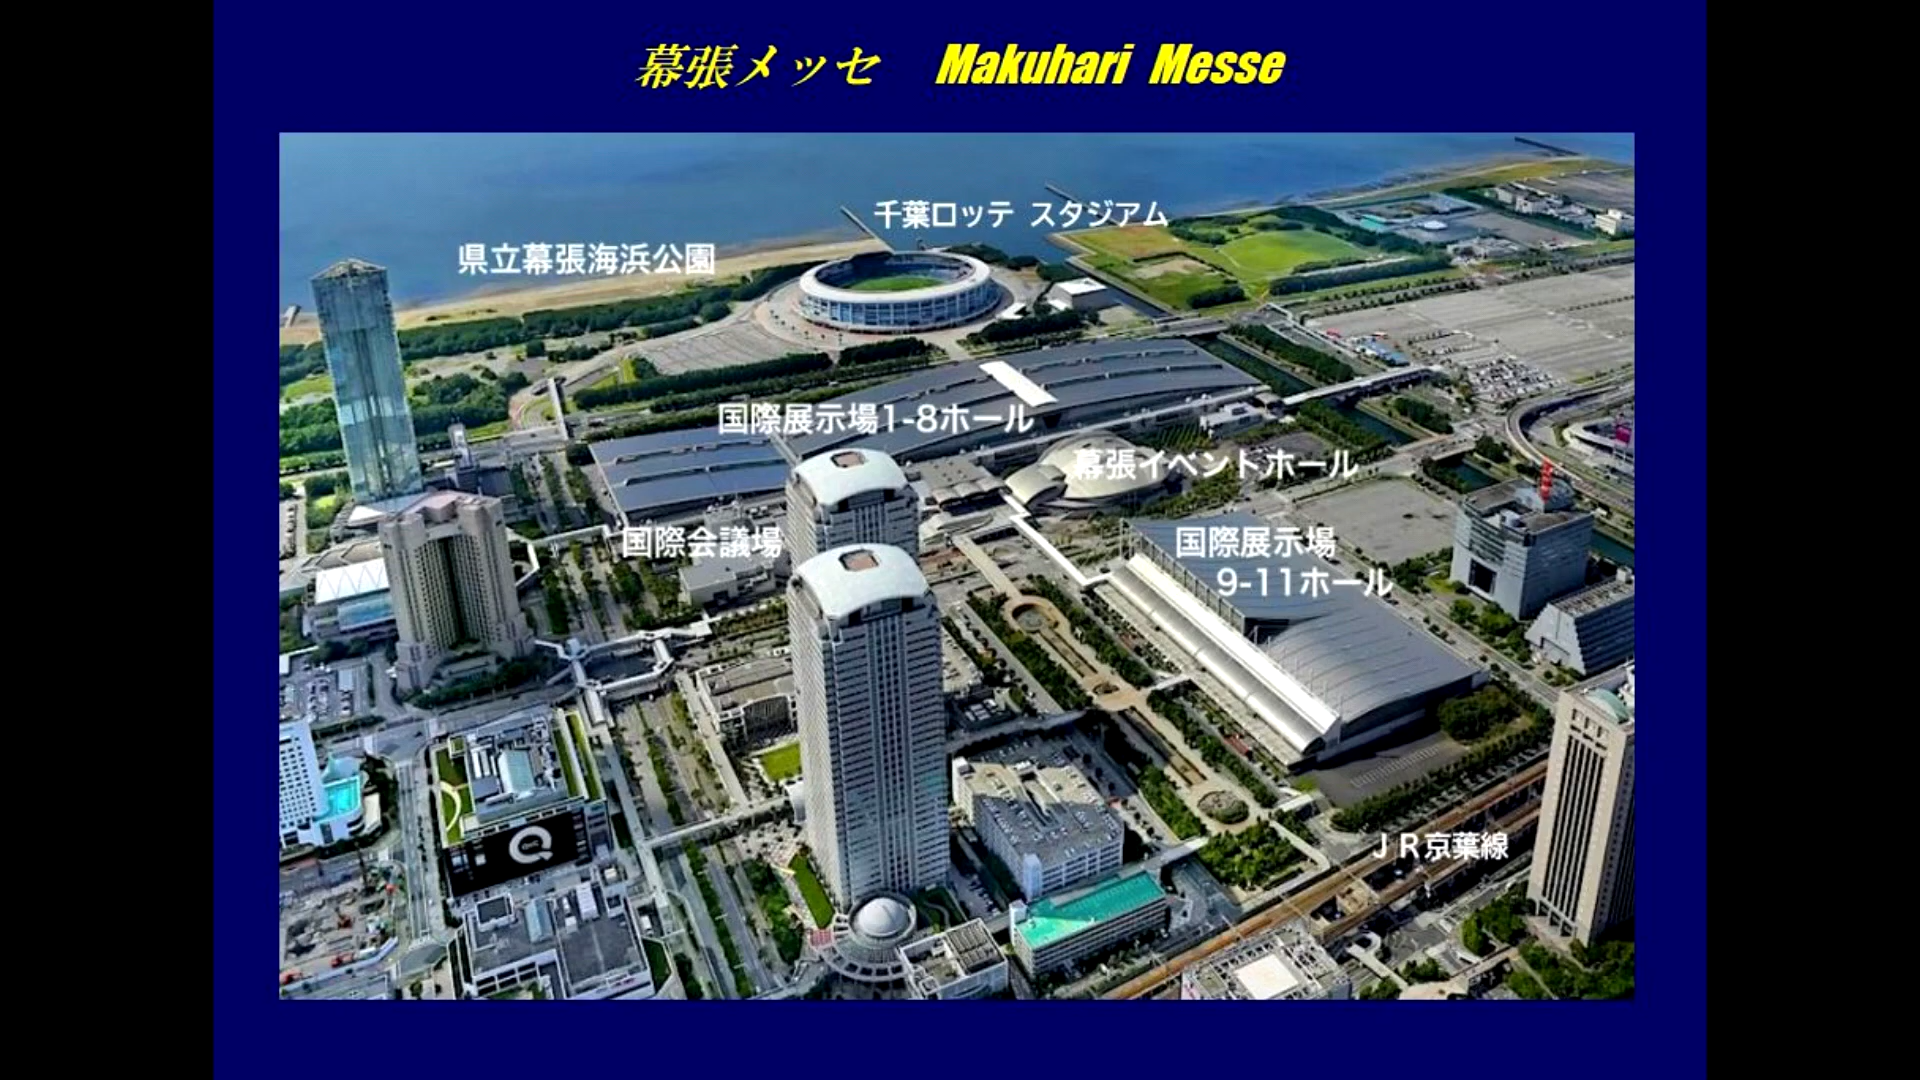 幕張メッセ Makuhari Messe
千葉ロッテ スタジアム
県立幕張海浜公園
国際展示場1-8ホール
幕張イベントホール
国際会議場
国際展示場
9-11ホール
JR京葉線